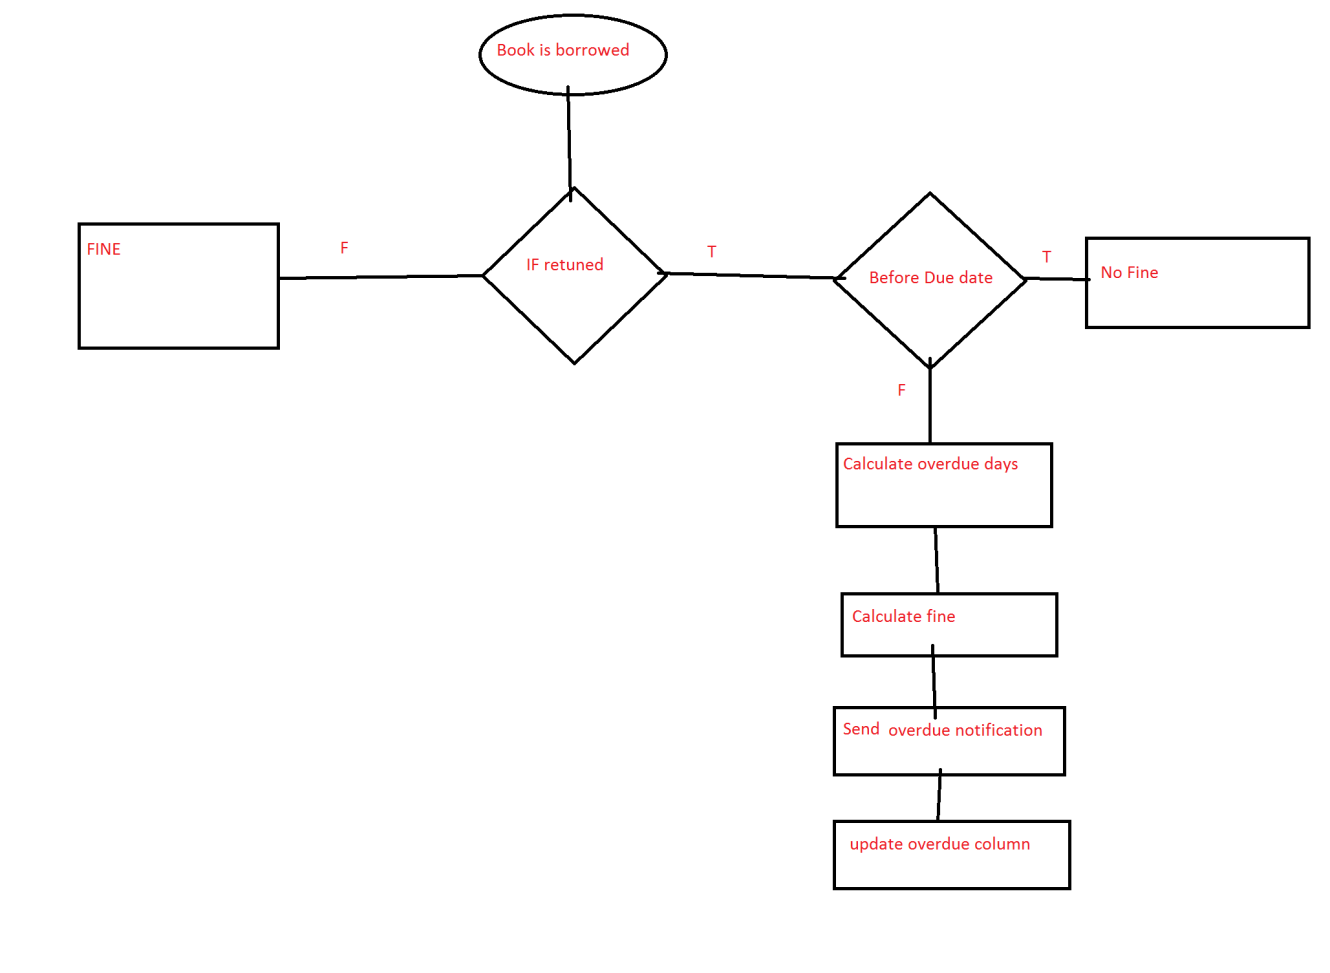 Book is borrowed
FINE
F
IF retuned
T
Before Due date
T
No Fine
F
Calculate overdue days
Calculate fine
Send overdue notification
update overdue column